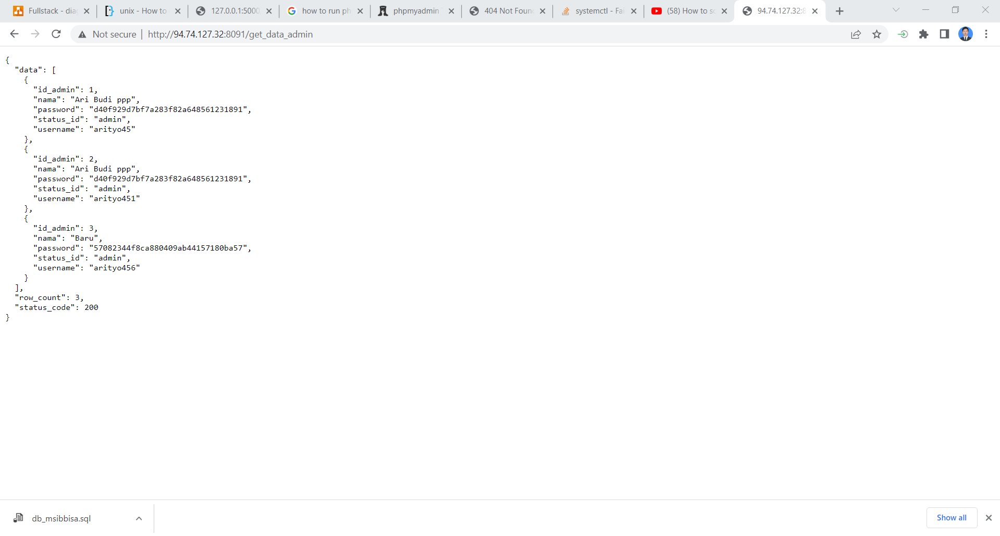 Fullstack - dia
unix - How to
127.0.0.1:5000
how to run ph
phpmyadmin
404 Not Foun
systemctl - Fai
(58) How to s
94.74.127.32:8
Not secure
http://94.74.127.32:8091/get_data_admin
{
"data": [
{
"id_admin": 1,
"nama": "Ari Budi ppp",
"password": "d40f929d7bf7a283f82a648561231891",
"status_id": "admin",
"username": "arityo45"
},
{
"id_admin": 2,
"nama": "Ari Budi ppp",
"password": "d40f929d7bf7a283f82a648561231891",
"status_id": "admin",
"username": "arityo451"
},
{
"id_admin": 3,
"nama": "Baru",
"password": "57082344f8ca880409ab44157180ba57",
"status_id": "admin",
"username": "arityo456"
}
],
"row_count": 3,
"status_code": 200
}
db_msibbisa.sql
Show all